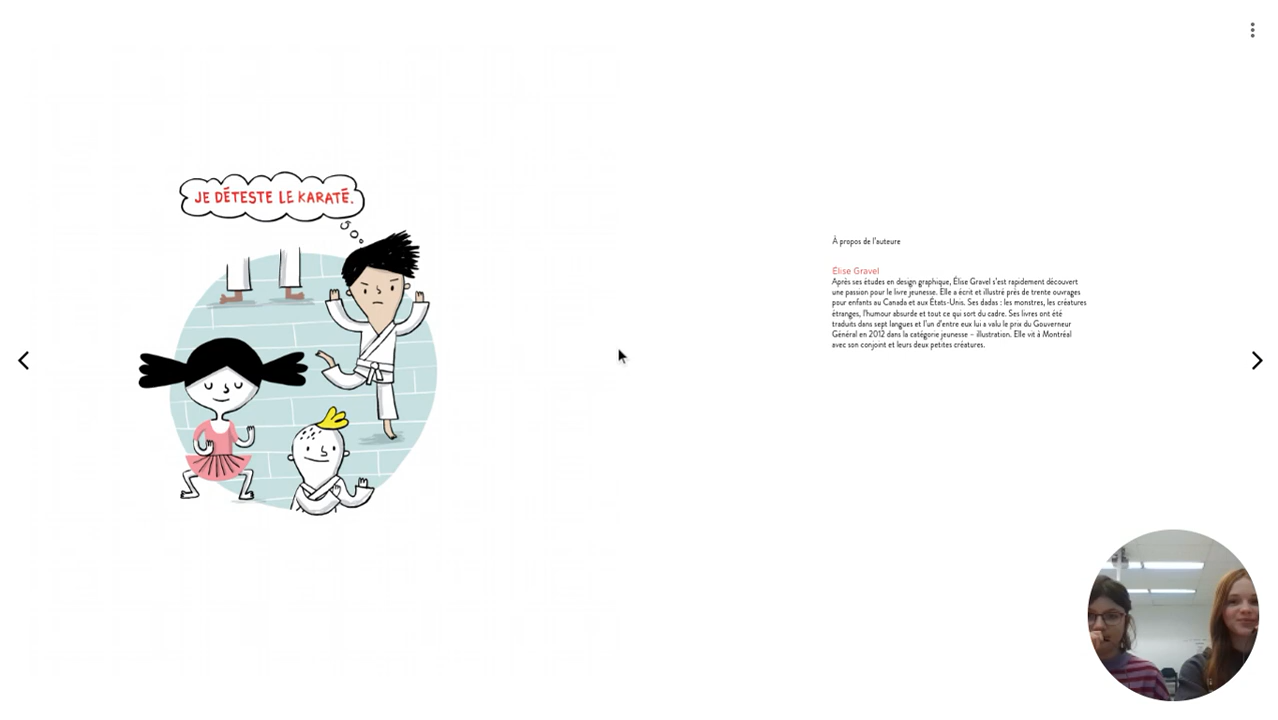 JE DÉTESTE LE KARATÉ.
À propos de l'auteure
Élise Gravel
Après ses études en design graphique, Élise Gravel s'est rapidement découvert
une passion pour le livre jeunesse. Elle a écrit et illustré près de trente ouvrages
pour enfants au Canada et aux États-Unis. Ses dadas : les monstres, les créatures
étranges, l'humour absurde et tout ce qui sort du cadre. Ses livres ont été
traduits dans sept langues et l'un d'entre eux lui a valu le prix du Gouverneur
Général en 2012 dans la catégorie jeunesse – illustration. Elle vit à Montréal
avec son conjoint et leurs deux petites créatures.